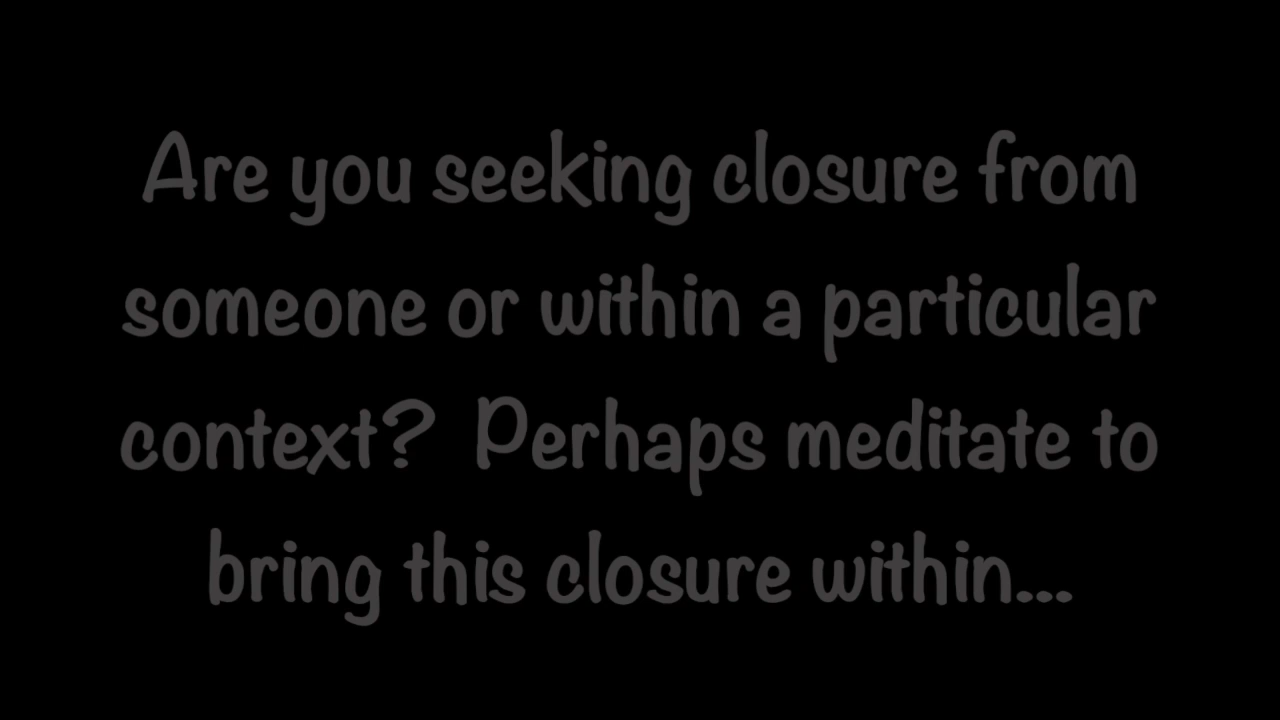 Are you seeking closure from
someone or within a particular
context?  Perhaps meditate to
bring this closure within...